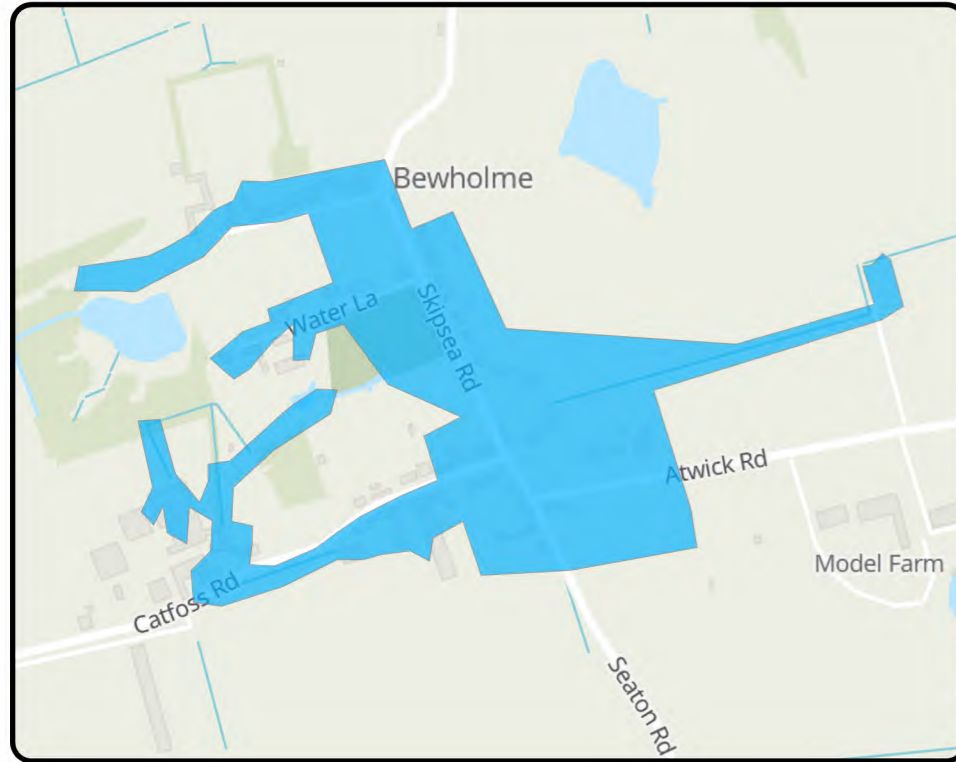 Bewholme
Water La
Skipsea Rd
Atwick Rd
Model Farm
Catfoss Rd
Seaton Rd